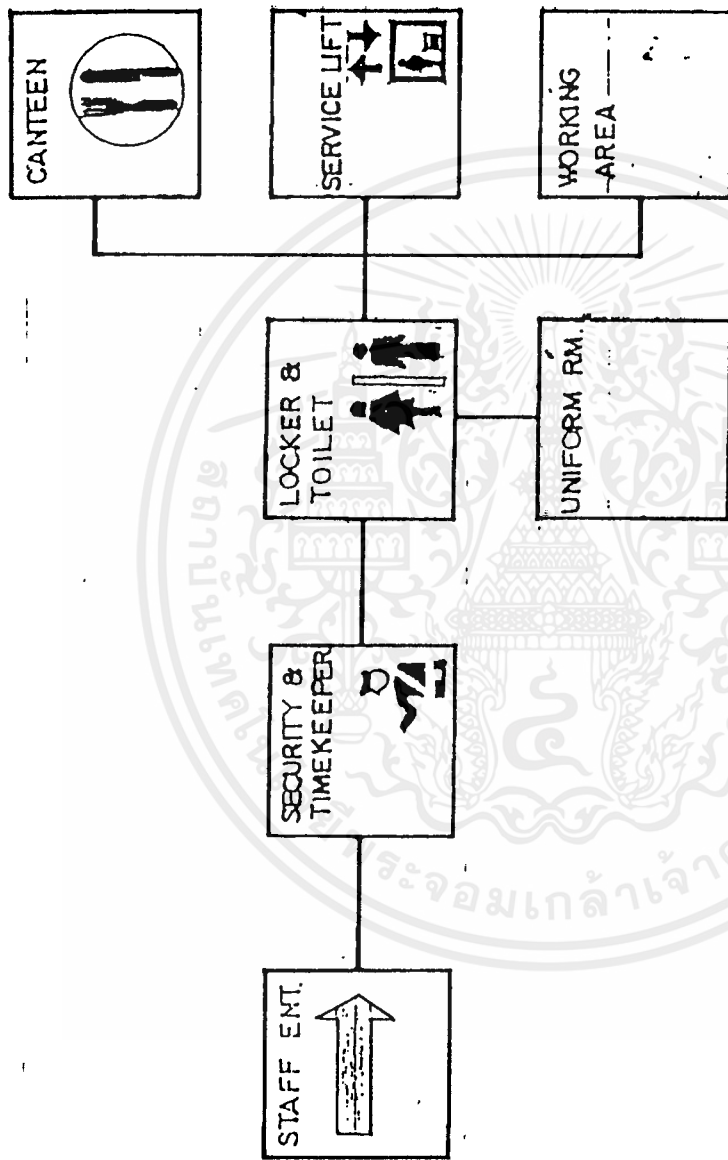 STAFF ENT.
SECURITY &
TIMEKEEPER
LOCKER &
TOILET
UNIFORM RM.
CANTEEN
SERVICE LIFT
WORKING
AREA